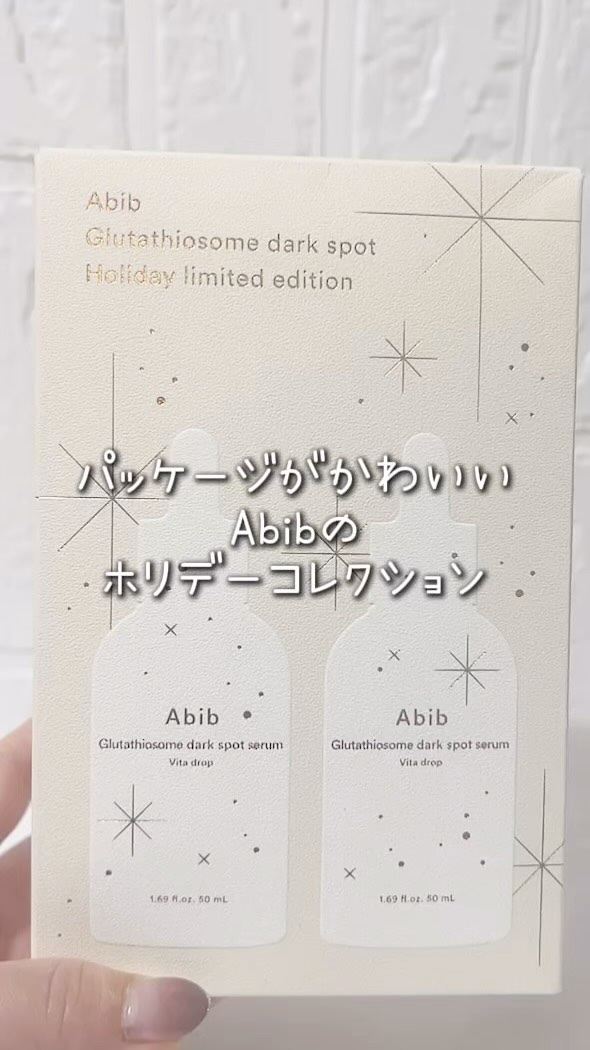 Abib
Glutathiosome dark spot
Holiday limited edition
パッケージがかわいい
Abibの
ホリデーコレクション
Abib
Glutathiosome dark spot serum
Vita drop
1.69 fl.oz. 50 mL
Abib
Glutathiosome dark spot serum
Vita drop
1.69 fl.oz. 50 mL